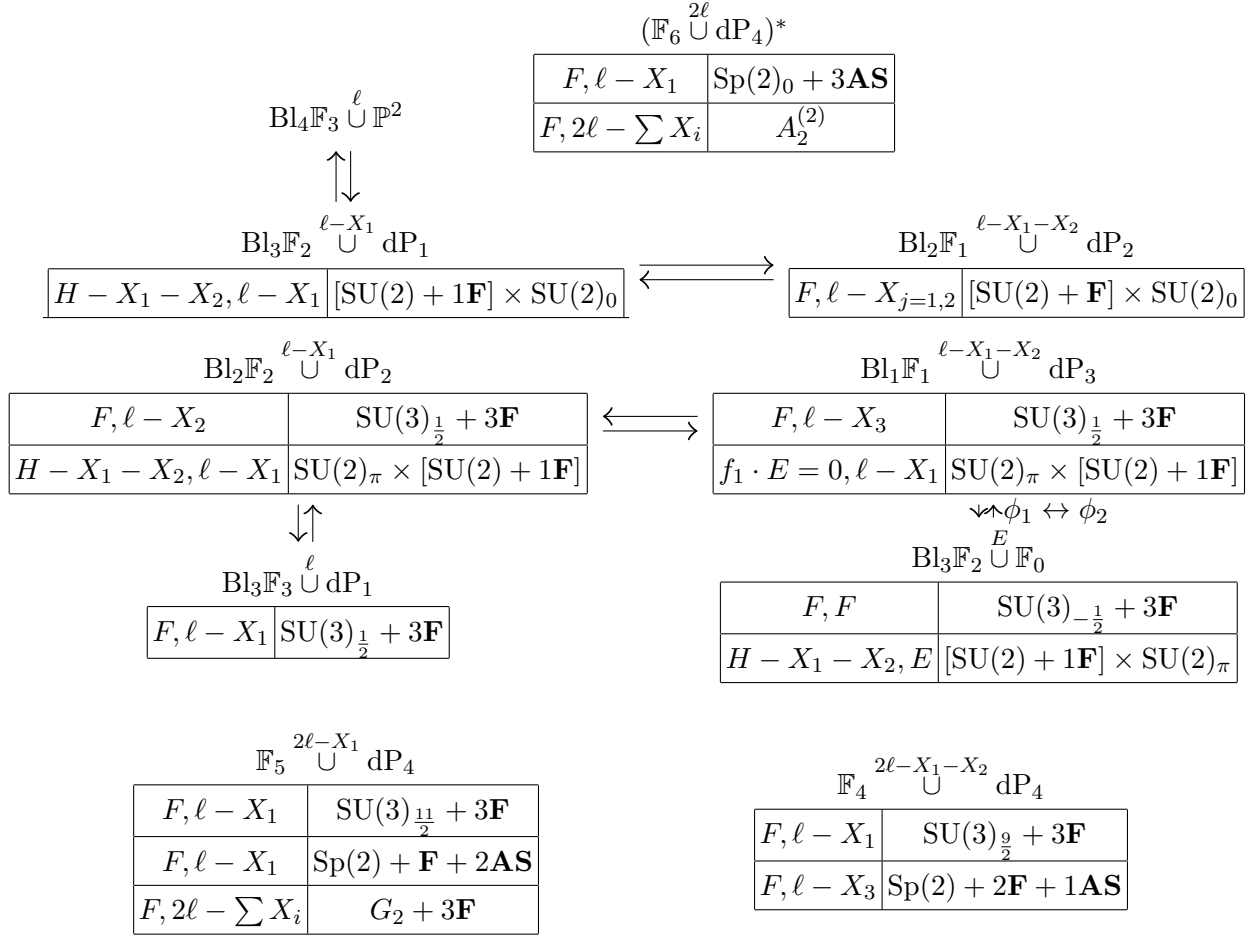 (𝔽₆ ∪^{2ℓ} dP₄)*
F, ℓ − X₁ | Sp(2)₀ + 3AS
F, 2ℓ − ∑ Xᵢ | A₂^{(2)}
Bl₄𝔽₃ ∪^{ℓ} ℙ²
Bl₃𝔽₂ ∪^{ℓ−X₁} dP₁
H − X₁ − X₂, ℓ − X₁ | [SU(2) + 1F] × SU(2)₀
Bl₂𝔽₁ ∪^{ℓ−X₁−X₂} dP₂
F, ℓ − X_{j=1,2} | [SU(2) + F] × SU(2)₀
Bl₂𝔽₂ ∪^{ℓ−X₁} dP₂
F, ℓ − X₂ | SU(3)_{1/2} + 3F
H − X₁ − X₂, ℓ − X₁ | SU(2)_π × [SU(2) + 1F]
Bl₁𝔽₁ ∪^{ℓ−X₁−X₂} dP₃
F, ℓ − X₃ | SU(3)_{1/2} + 3F
f₁ · E = 0, ℓ − X₁ | SU(2)_π × [SU(2) + 1F]
ϕ₁ ↔ ϕ₂
Bl₃𝔽₃ ∪^{ℓ} dP₁
F, ℓ − X₁ | SU(3)_{1/2} + 3F
Bl₃𝔽₂ ∪^{E} 𝔽₀
F, F | SU(3)_{−1/2} + 3F
H − X₁ − X₂, E | [SU(2) + 1F] × SU(2)_π
𝔽₅ ∪^{2ℓ−X₁} dP₄
F, ℓ − X₁ | SU(3)_{11/2} + 3F
F, ℓ − X₁ | Sp(2) + F + 2AS
F, 2ℓ − ∑ Xᵢ | G₂ + 3F
𝔽₄ ∪^{2ℓ−X₁−X₂} dP₄
F, ℓ − X₁ | SU(3)_{9/2} + 3F
F, ℓ − X₃ | Sp(2) + 2F + 1AS